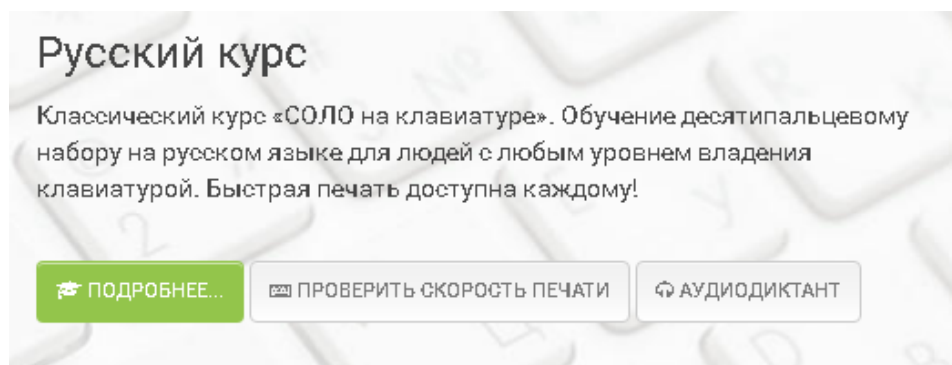 Русский курс
Классический курс «СОЛО на клавиатуре». Обучение десятипальцевому
набору на русском языке для людей с любым уровнем владения
клавиатурой. Быстрая печать доступна каждому!
ПОДРОБНЕЕ... ПРОВЕРИТЬ СКОРОСТЬ ПЕЧАТИ АУДИОДИКТАНТ